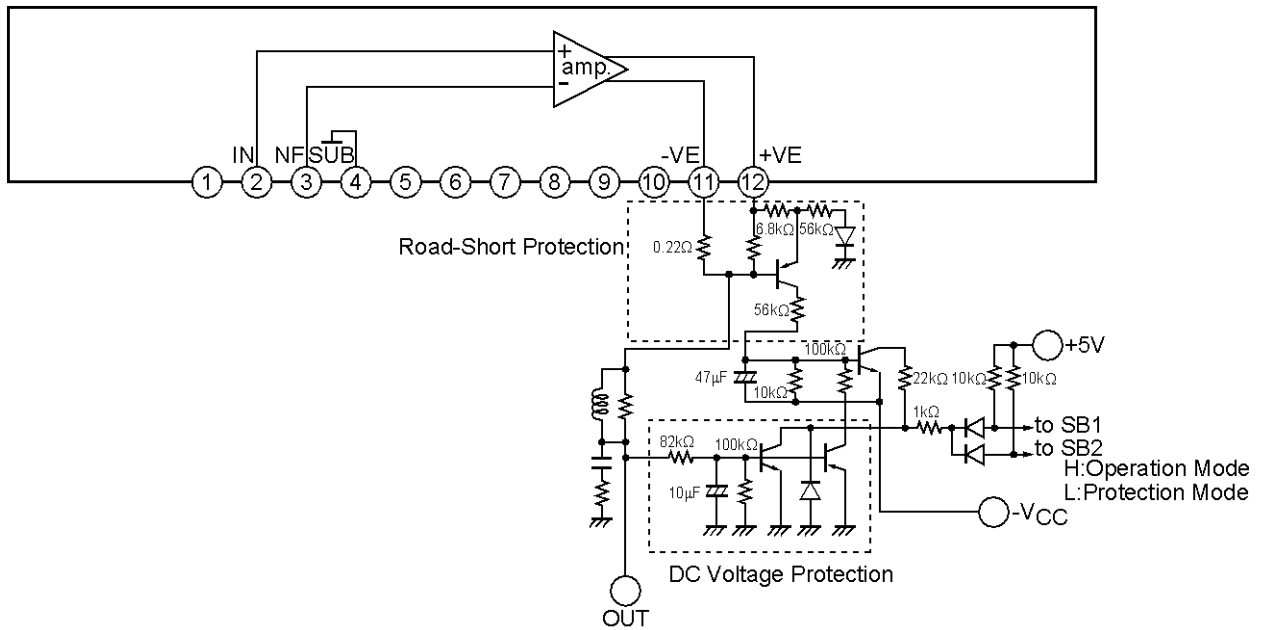 +
amp.
-
IN NF SUB -VE +VE
1 2 3 4 5 6 7 8 9 10 11 12
Road-Short Protection
6.8kΩ 56kΩ
0.22Ω
56kΩ
100kΩ
+5V
47µF 10kΩ 22kΩ 10kΩ 10kΩ
1kΩ
to SB1
82kΩ 100kΩ
to SB2
H:Operation Mode
L:Protection Mode
10µF
-VCC
DC Voltage Protection
OUT